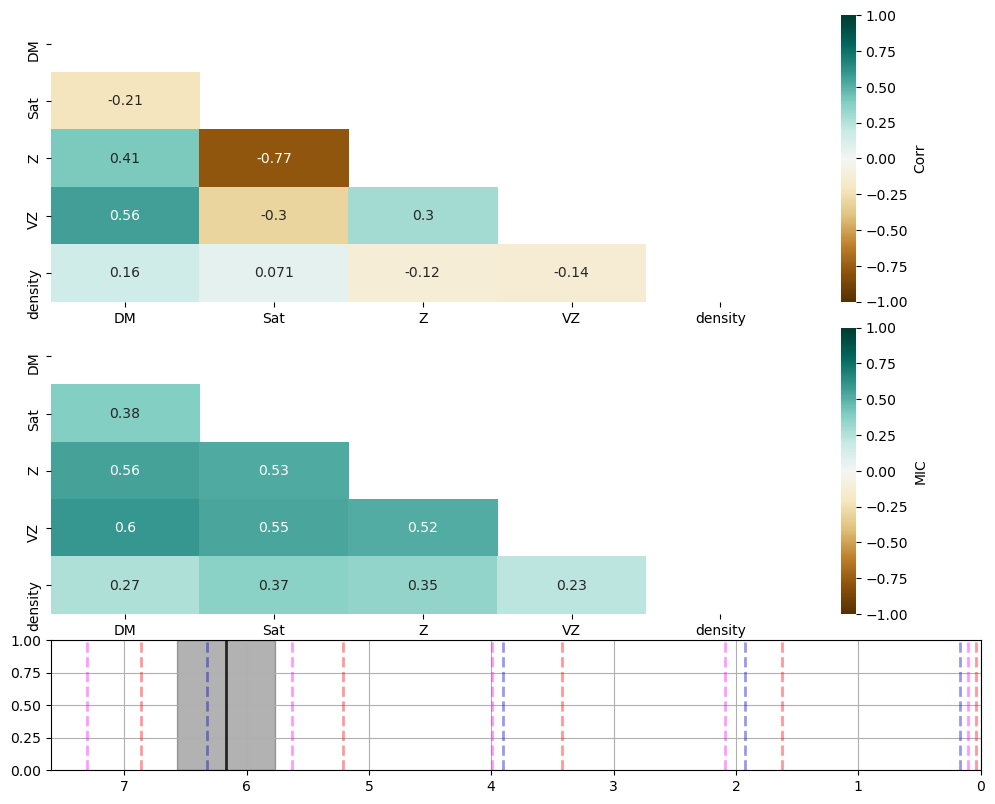 DM
Sat
Z
VZ
density
-0.21
0.41 -0.77
0.56 -0.3 0.3
0.16 0.071 -0.12 -0.14
DM Sat Z VZ density
1.00
0.75
0.50
0.25
0.00
−0.25
−0.50
−0.75
−1.00
Corr
DM
Sat
Z
VZ
density
0.38
0.56 0.53
0.6 0.55 0.52
0.27 0.37 0.35 0.23
DM Sat Z VZ density
1.00
0.75
0.50
0.25
0.00
−0.25
−0.50
−0.75
−1.00
MIC
1.00
0.75
0.50
0.25
0.00
7 6 5 4 3 2 1 0